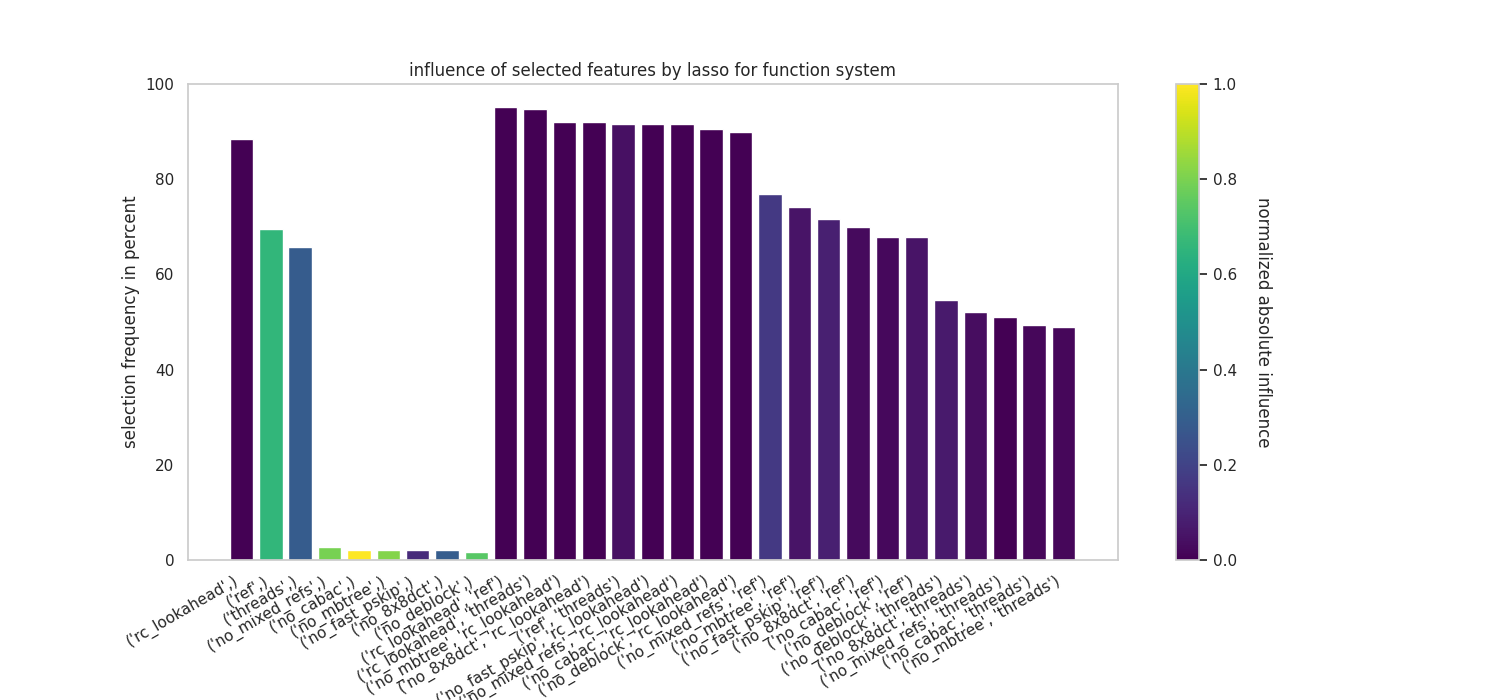 influence of selected features by lasso for function system
selection frequency in percent
100
80
60
40
20
0
('rc_lookahead',)
('ref',)
('threads',)
('no_mixed_refs',)
('no_cabac',)
('no_mbtree',)
('no_fast_pskip',)
('no_8x8dct',)
('no_deblock',)
('rc_lookahead', 'ref')
('rc_lookahead', 'threads')
('no_mbtree', 'rc_lookahead')
('no_8x8dct', 'rc_lookahead')
('ref', 'threads')
('no_fast_pskip', 'rc_lookahead')
('no_mixed_refs', 'rc_lookahead')
('no_cabac', 'rc_lookahead')
('no_deblock', 'rc_lookahead')
('no_mixed_refs', 'ref')
('no_mbtree', 'ref')
('no_fast_pskip', 'ref')
('no_8x8dct', 'ref')
('no_cabac', 'ref')
('no_deblock', 'ref')
('no_deblock', 'threads')
('no_8x8dct', 'threads')
('no_mixed_refs', 'threads')
('no_cabac', 'threads')
('no_mbtree', 'threads')
1.0
0.8
0.6
0.4
0.2
0.0
normalized absolute influence